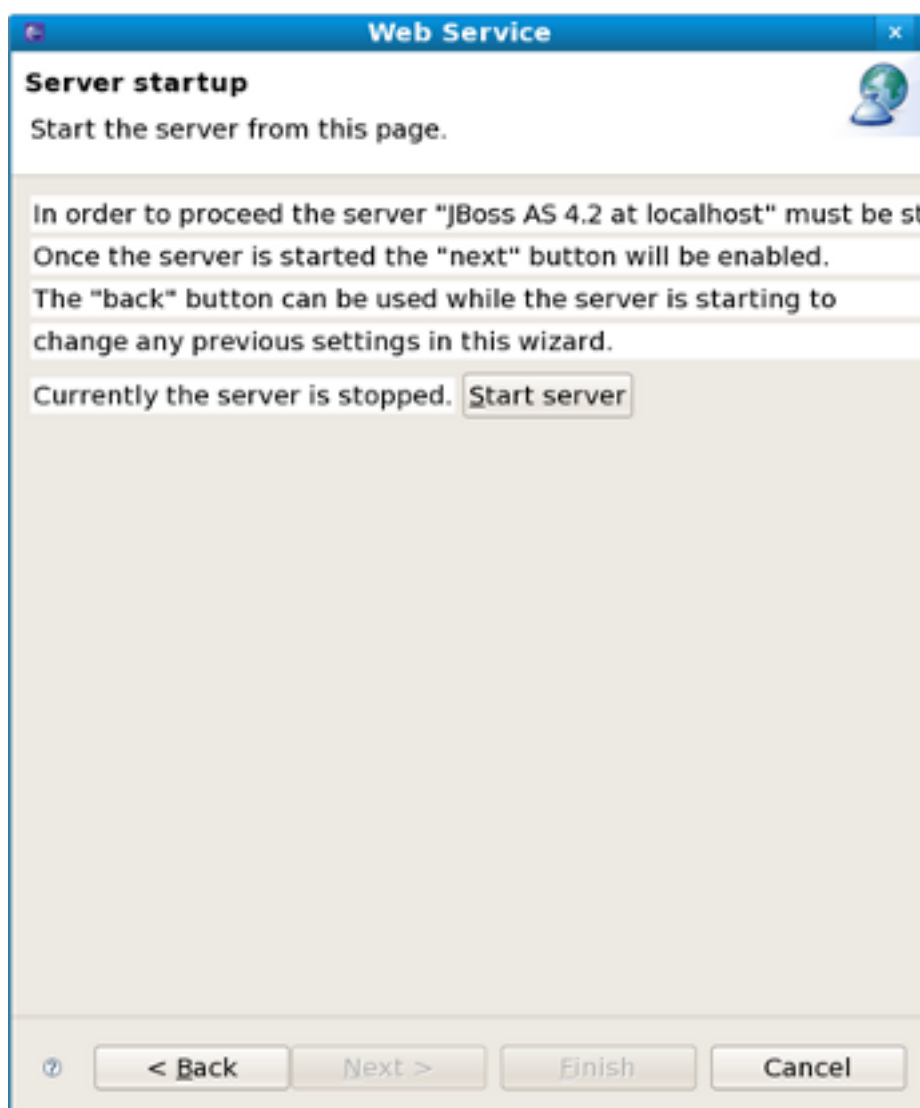 Web Service
Server startup
Start the server from this page.
In order to proceed the server "JBoss AS 4.2 at localhost" must be st
Once the server is started the "next" button will be enabled.
The "back" button can be used while the server is starting to
change any previous settings in this wizard.
Currently the server is stopped. Start server
? < Back Next > Finish Cancel